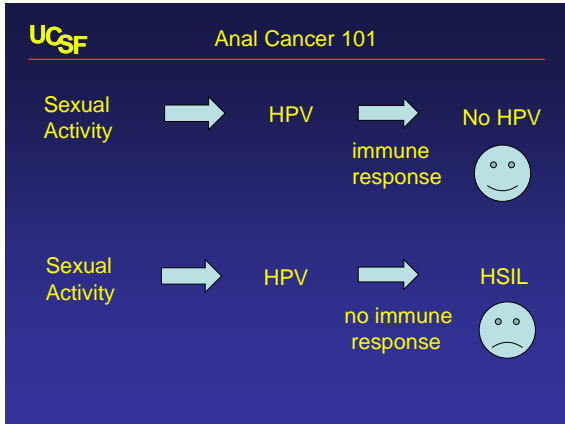 UCSF
Anal Cancer 101
Sexual
Activity
HPV
immune
response
No HPV
Sexual
Activity
HPV
no immune
response
HSIL